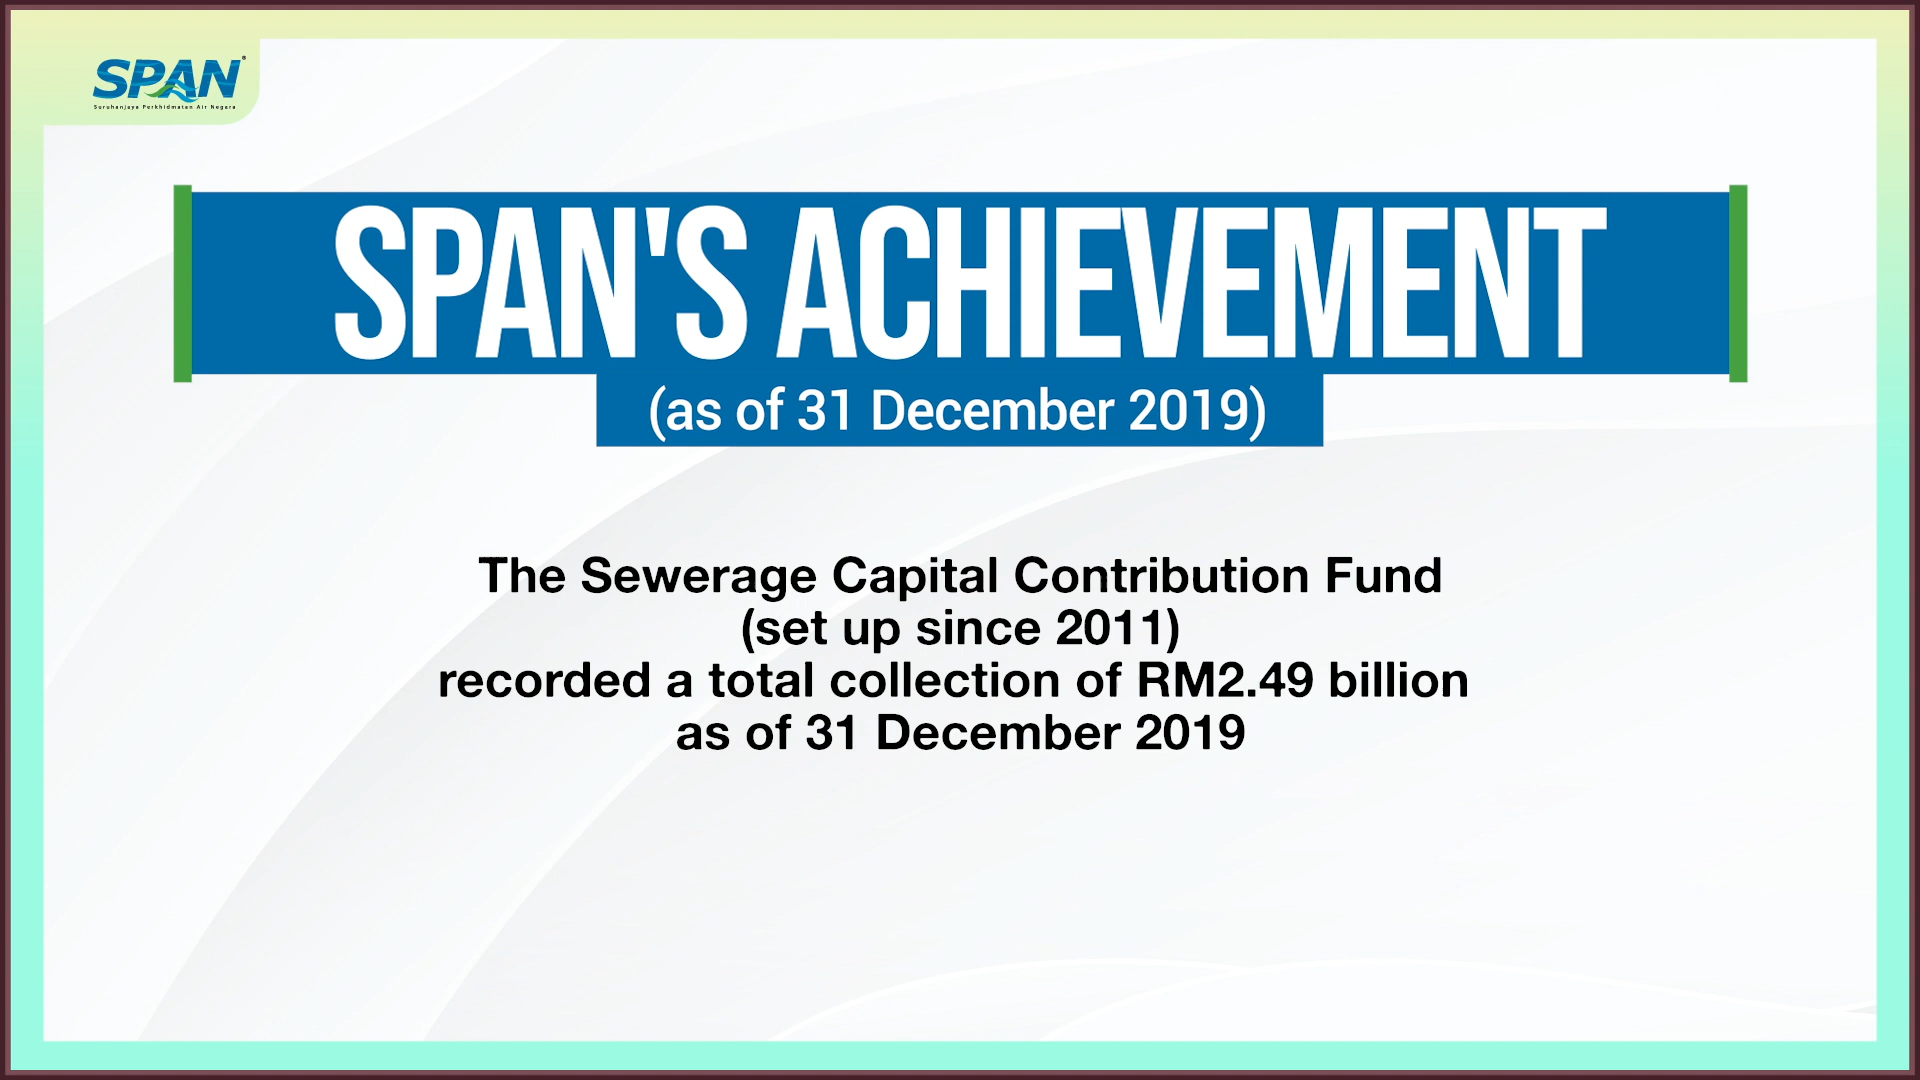 SPAN®
Suruhanjaya Perkhidmatan Air Negara
SPAN'S ACHIEVEMENT
(as of 31 December 2019)
The Sewerage Capital Contribution Fund
(set up since 2011)
recorded a total collection of RM2.49 billion
as of 31 December 2019